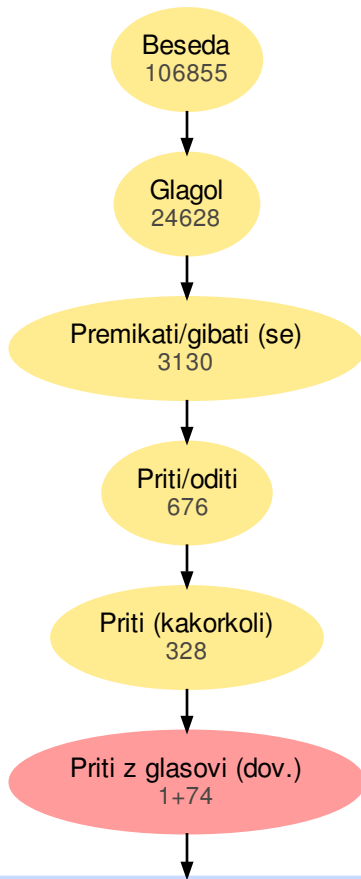 Beseda
106855
Glagol
24628
Premikati/gibati (se)
3130
Priti/oditi
676
Priti (kakorkoli)
328
Priti z glasovi (dov.)
1+74